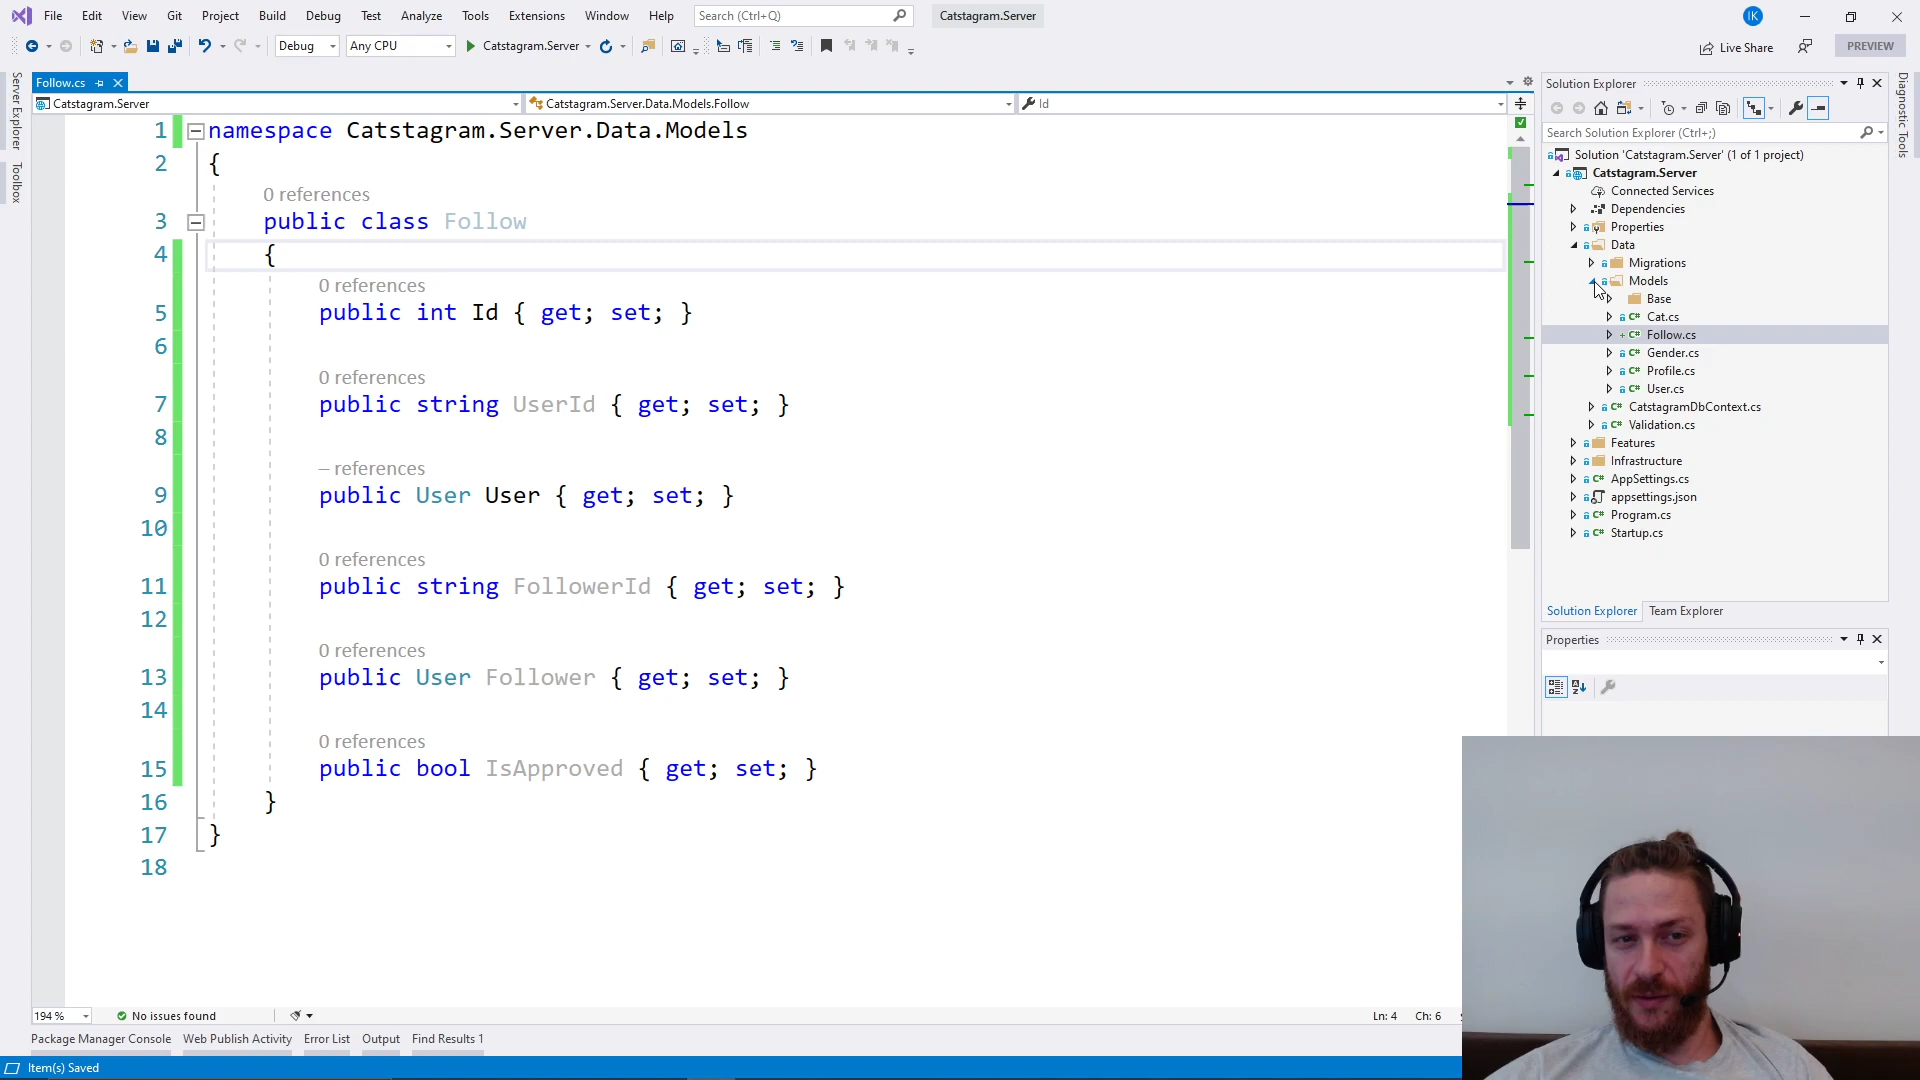 File Edit View Git Project Build Debug Test Analyze Tools Extensions Window Help Search (Ctrl+Q) Catstagram.Server IK
Debug Any CPU Catstagram.Server Live Share PREVIEW
Server Explorer
Toolbox
Follow.cs
Catstagram.Server Catstagram.Server.Data.Models.Follow Id
1 namespace Catstagram.Server.Data.Models
2 {
0 references
3 public class Follow
4 {
0 references
5 public int Id { get; set; }
6
0 references
7 public string UserId { get; set; }
8
– references
9 public User User { get; set; }
10
0 references
11 public string FollowerId { get; set; }
12
0 references
13 public User Follower { get; set; }
14
0 references
15 public bool IsApproved { get; set; }
16 }
17 }
18
194 % No issues found Ln: 4 Ch: 6
Package Manager Console Web Publish Activity Error List Output Find Results 1
Item(s) Saved
Solution Explorer
Search Solution Explorer (Ctrl+;)
Solution 'Catstagram.Server' (1 of 1 project)
Catstagram.Server
Connected Services
Dependencies
Properties
Data
Migrations
Models
Base
C# Cat.cs
+ C# Follow.cs
C# Gender.cs
C# Profile.cs
C# User.cs
C# CatstagramDbContext.cs
C# Validation.cs
Features
Infrastructure
C# AppSettings.cs
appsettings.json
C# Program.cs
C# Startup.cs
Solution Explorer Team Explorer
Properties
Diagnostic Tools